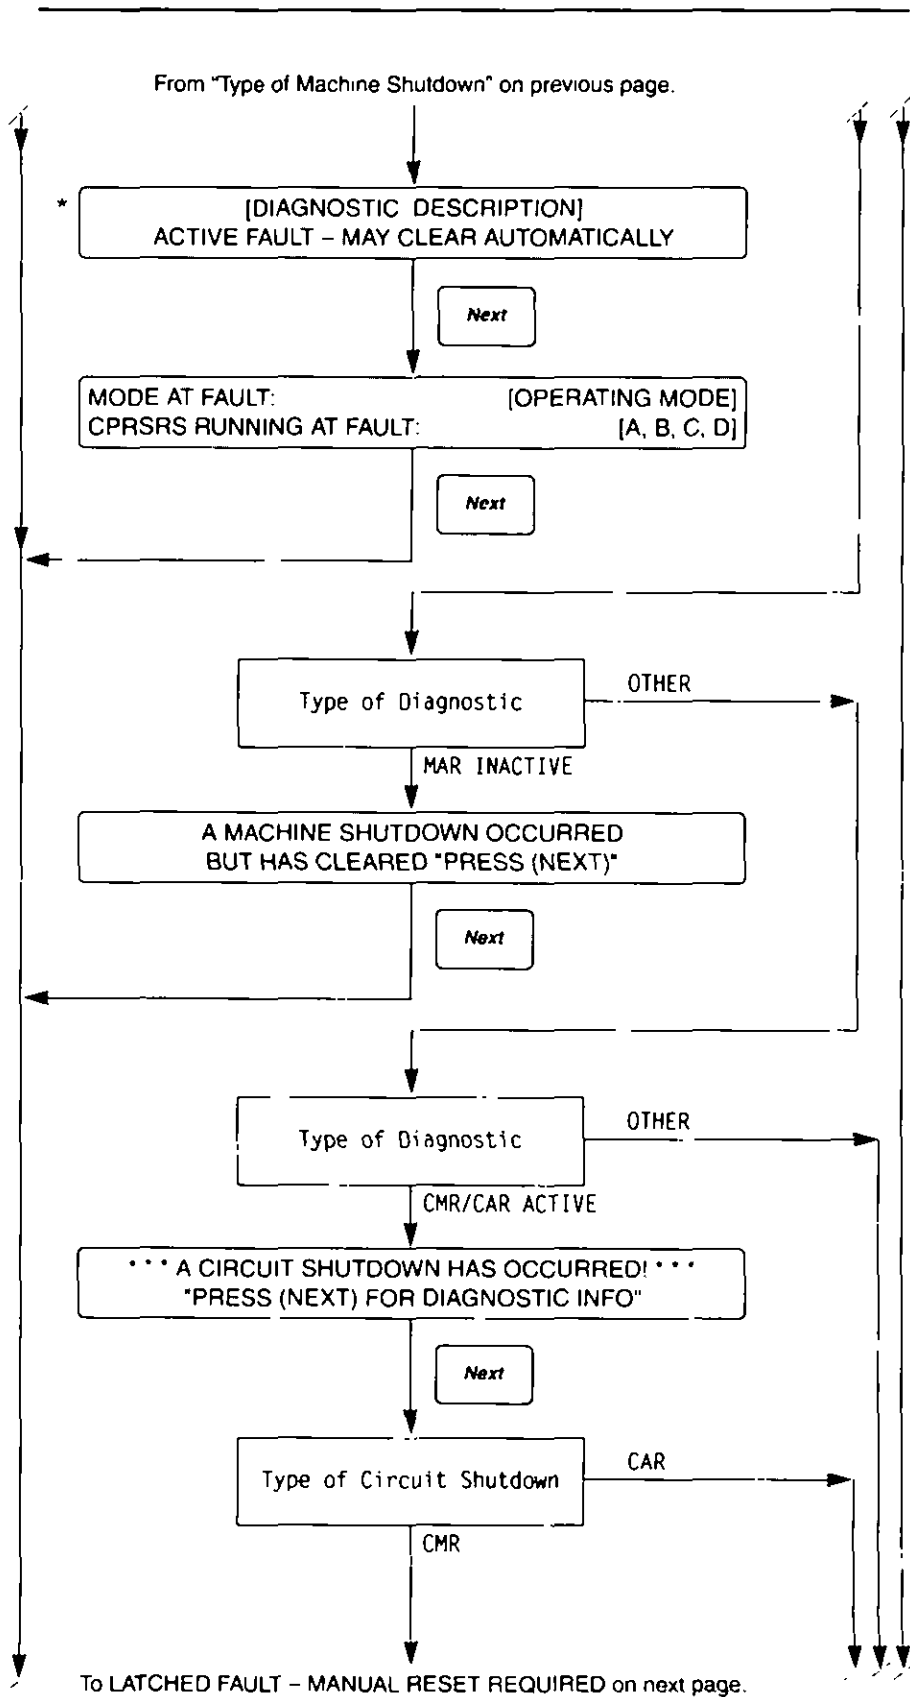 From "Type of Machine Shutdown" on previous page.
* [DIAGNOSTIC DESCRIPTION]
ACTIVE FAULT – MAY CLEAR AUTOMATICALLY
Next
MODE AT FAULT: [OPERATING MODE]
CPRSRS RUNNING AT FAULT: [A, B, C, D]
Next
Type of Diagnostic
OTHER
MAR INACTIVE
A MACHINE SHUTDOWN OCCURRED
BUT HAS CLEARED "PRESS (NEXT)"
Next
Type of Diagnostic
OTHER
CMR/CAR ACTIVE
* * * A CIRCUIT SHUTDOWN HAS OCCURRED! * * *
"PRESS (NEXT) FOR DIAGNOSTIC INFO"
Next
Type of Circuit Shutdown
CAR
CMR
To LATCHED FAULT – MANUAL RESET REQUIRED on next page.